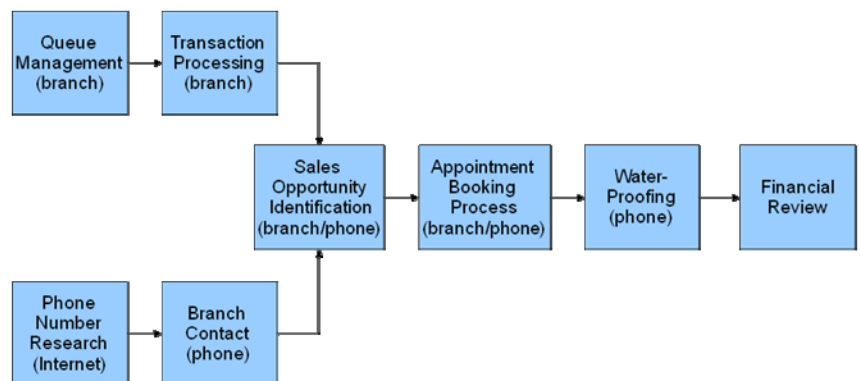 Queue
Management
(branch)
Transaction
Processing
(branch)
Sales
Opportunity
Identification
(branch/phone)
Appointment
Booking
Process
(branch/phone)
Water-
Proofing
(phone)
Financial
Review
Phone
Number
Research
(Internet)
Branch
Contact
(phone)